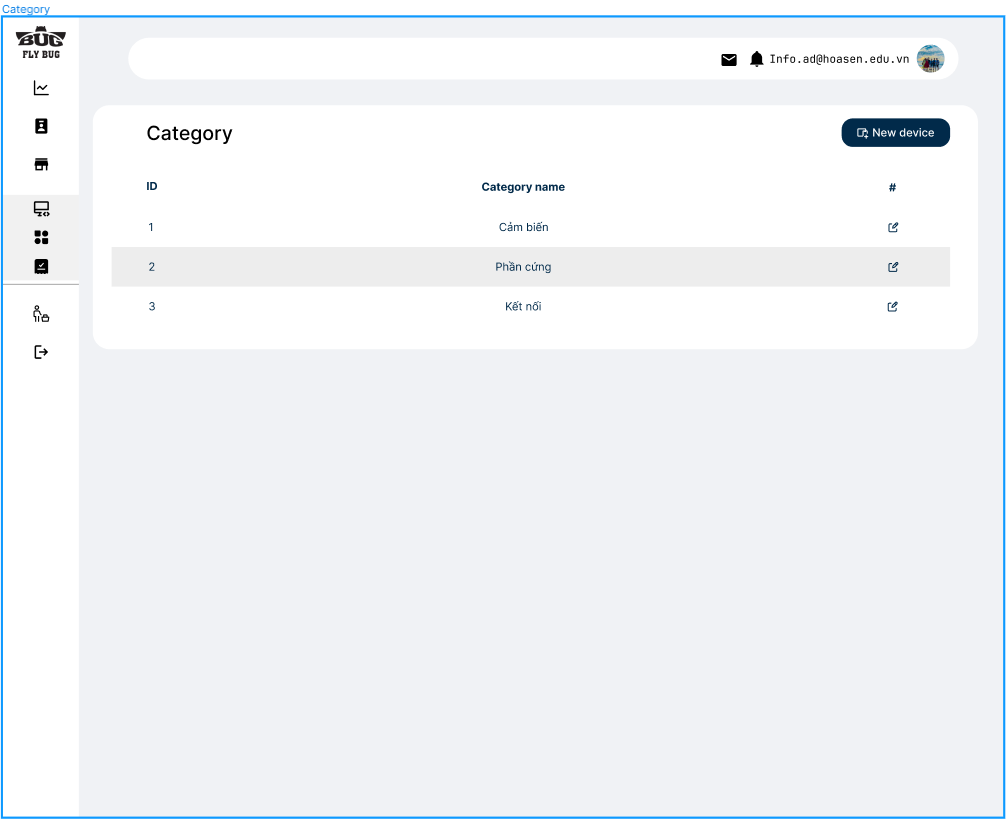 Category
BUG
FLY BUG
Info.ad@hoasen.edu.vn
Category
New device
ID Category name #
1 Cảm biến
2 Phần cứng
3 Kết nối